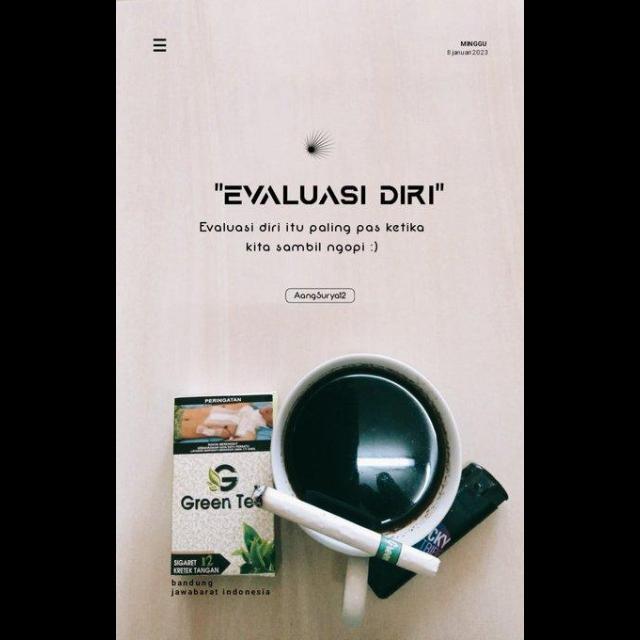 MINGGU
8 januari 2023
"EVALUASI DIRI"
Evaluasi diri itu paling pas ketika
kita sambil ngopi :)
AangSurya12
PERINGATAN
G
Green Tea
SIGARET 12
KRETEK TANGAN
bandung
jawabarat indonesia